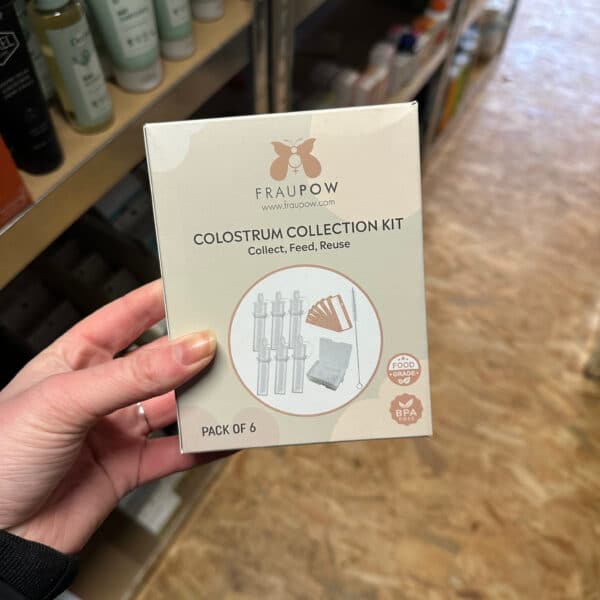 FRAUPOW
www.fraupow.com
COLOSTRUM COLLECTION KIT
Collect, Feed, Reuse
FOOD
GRADE
BPA
FREE
PACK OF 6